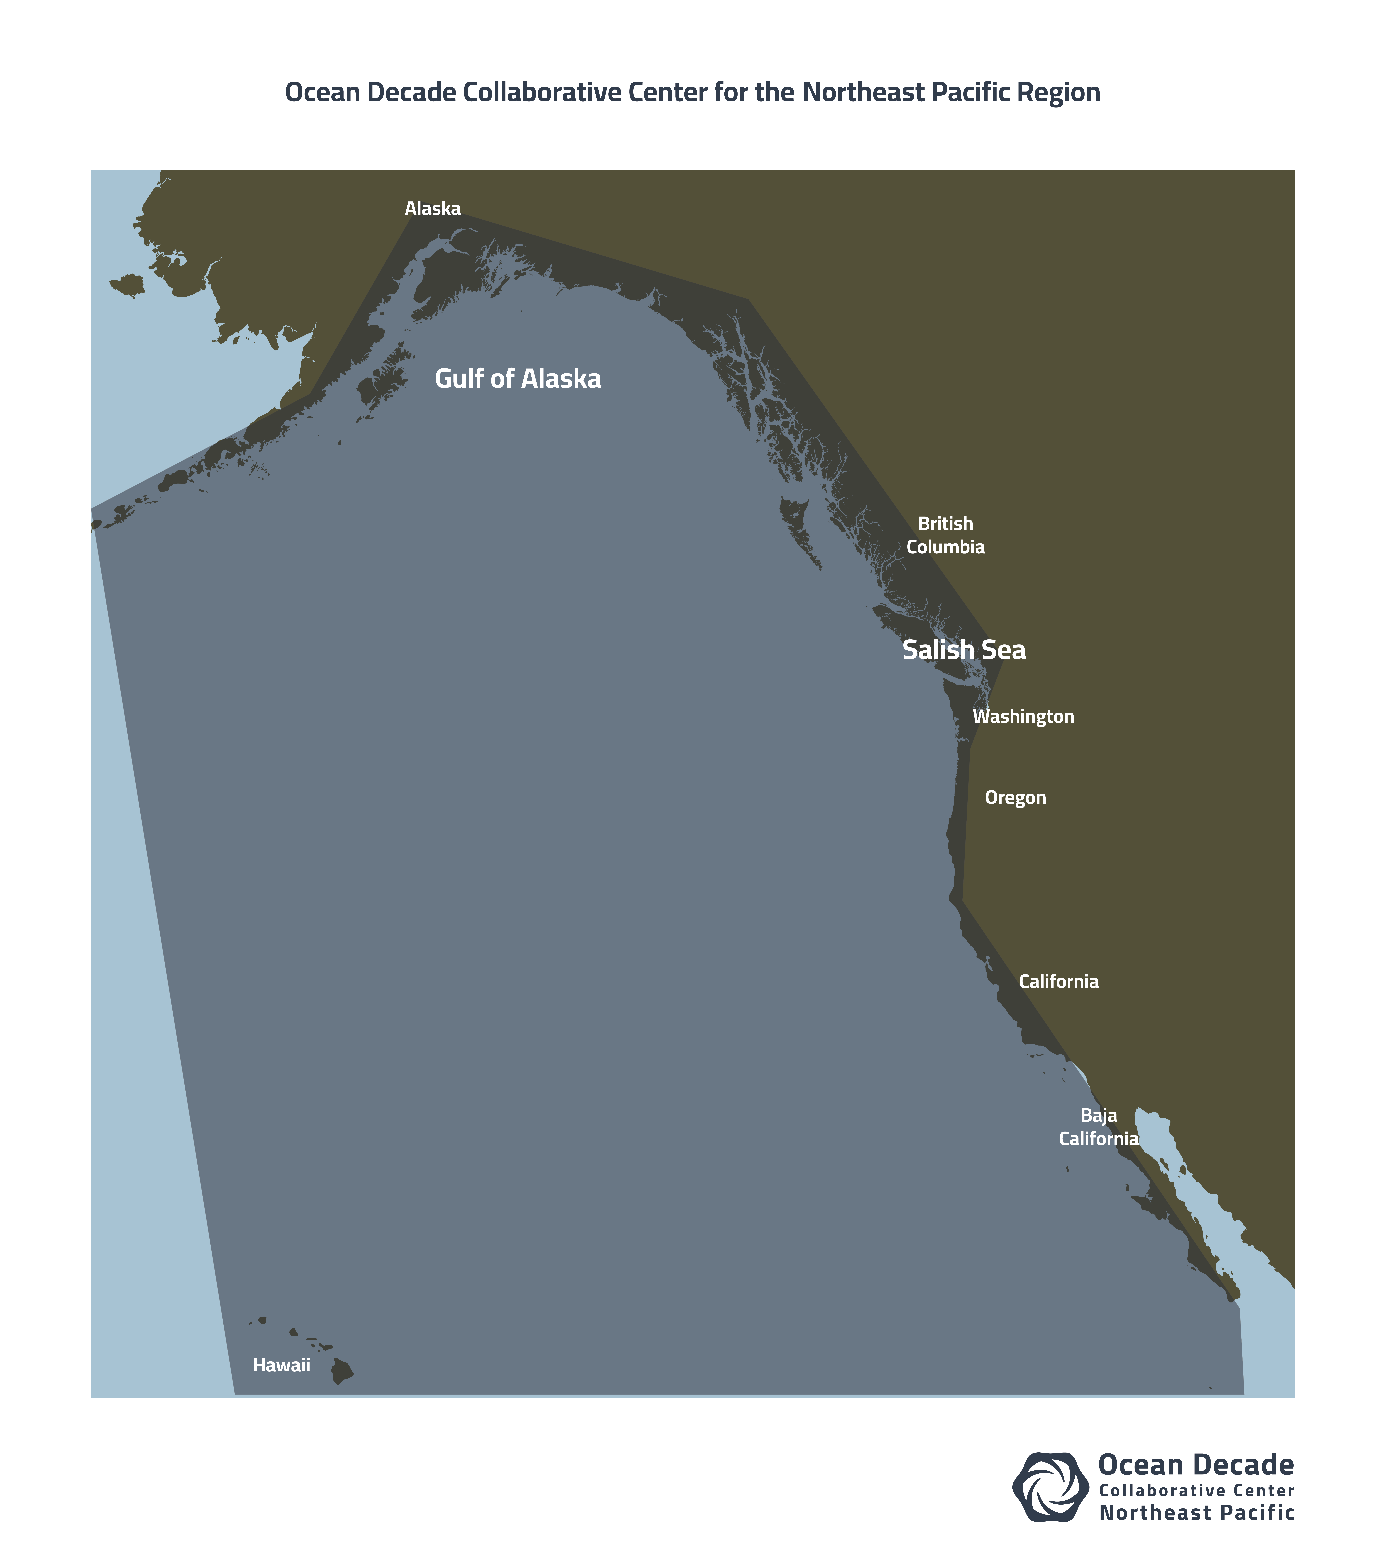 Ocean Decade Collaborative Center for the Northeast Pacific Region
Alaska
Gulf of Alaska
British
Columbia
Salish Sea
Washington
Oregon
California
Baja
California
Hawaii
Ocean Decade
Collaborative Center
Northeast Pacific